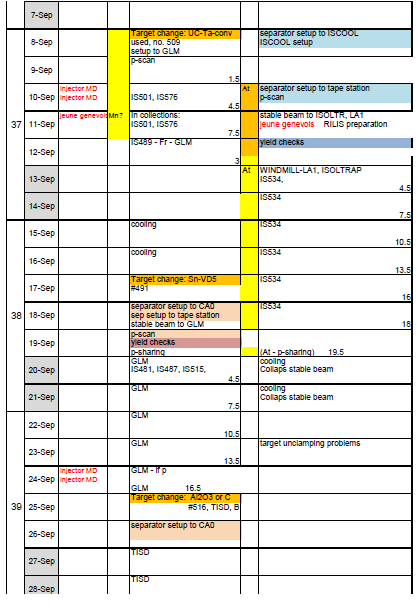 7-Sep
8-Sep Target change: UC-Ta-conv separator setup to ISCOOL
used, no. 509 ISCOOL setup
setup to GLM
9-Sep p-scan
1.5
10-Sep Injector MD At separator setup to tape station
Injector MD IS501, IS576 p-scan
4.5
37 11-Sep jeune genevois Mn? In collections: stable beam to ISOLTR, LA1
IS501, IS576 jeune genevois RILIS preparation
7.5
12-Sep IS489 - Fr - GLM yield checks
3
13-Sep At WINDMILL-LA1, ISOLTRAP
IS534,
4.5
14-Sep IS534
7.5
15-Sep cooling IS534
10.5
16-Sep cooling IS534
13.5
17-Sep Target change: Sn-VD5 IS534
#491 16
38 18-Sep separator setup to CA0 IS534
sep setup to tape station
stable beam to GLM 18
19-Sep p-scan
yield checks
p-sharing (At - p-sharing) 19.5
20-Sep GLM cooling
IS481, IS487, IS515, Collaps stable beam
4.5
21-Sep GLM cooling
Collaps stable beam
7.5
22-Sep GLM
10.5
23-Sep GLM target unclamping problems
13.5
24-Sep Injector MD GLM - if p
Injector MD
GLM 16.5
39 25-Sep Target change: Al2O3 or C
#516, TISD, B
26-Sep separator setup to CA0
27-Sep TISD
28-Sep TISD